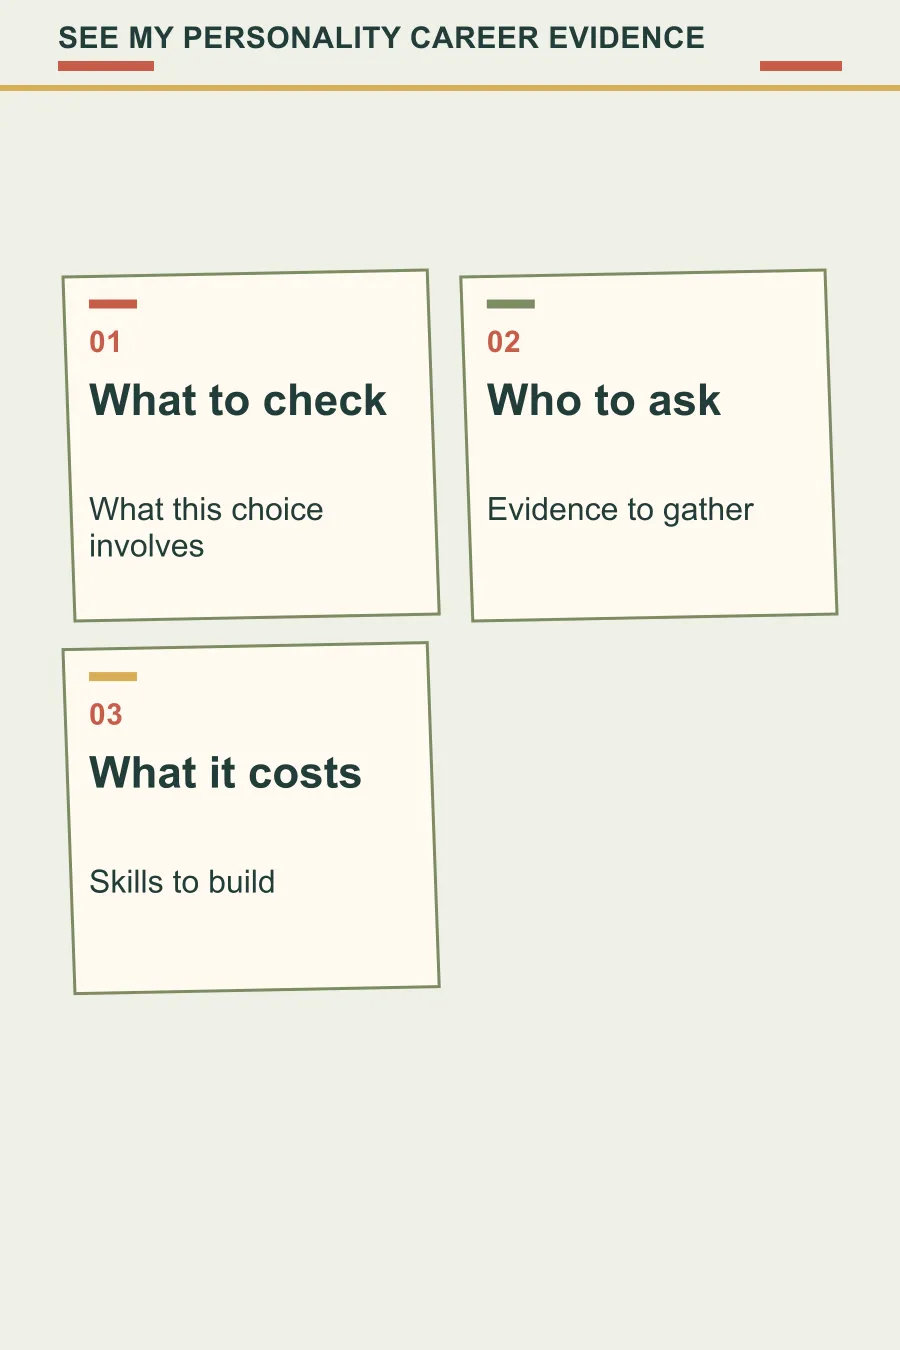 SEE MY PERSONALITY CAREER EVIDENCE
01
What to check
What this choice
involves
02
Who to ask
Evidence to gather
03
What it costs
Skills to build